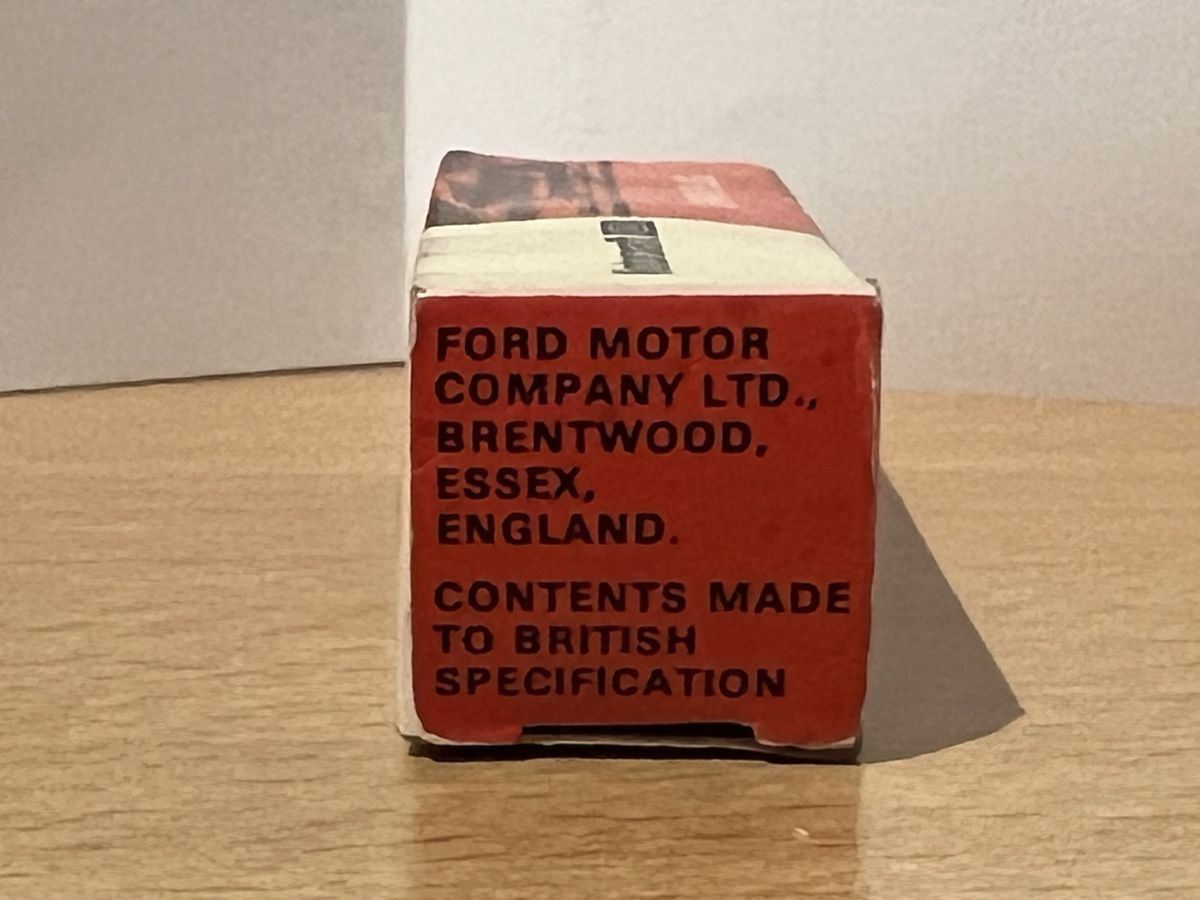 FORD MOTOR
COMPANY LTD.,
BRENTWOOD,
ESSEX,
ENGLAND.
CONTENTS MADE
TO BRITISH
SPECIFICATION